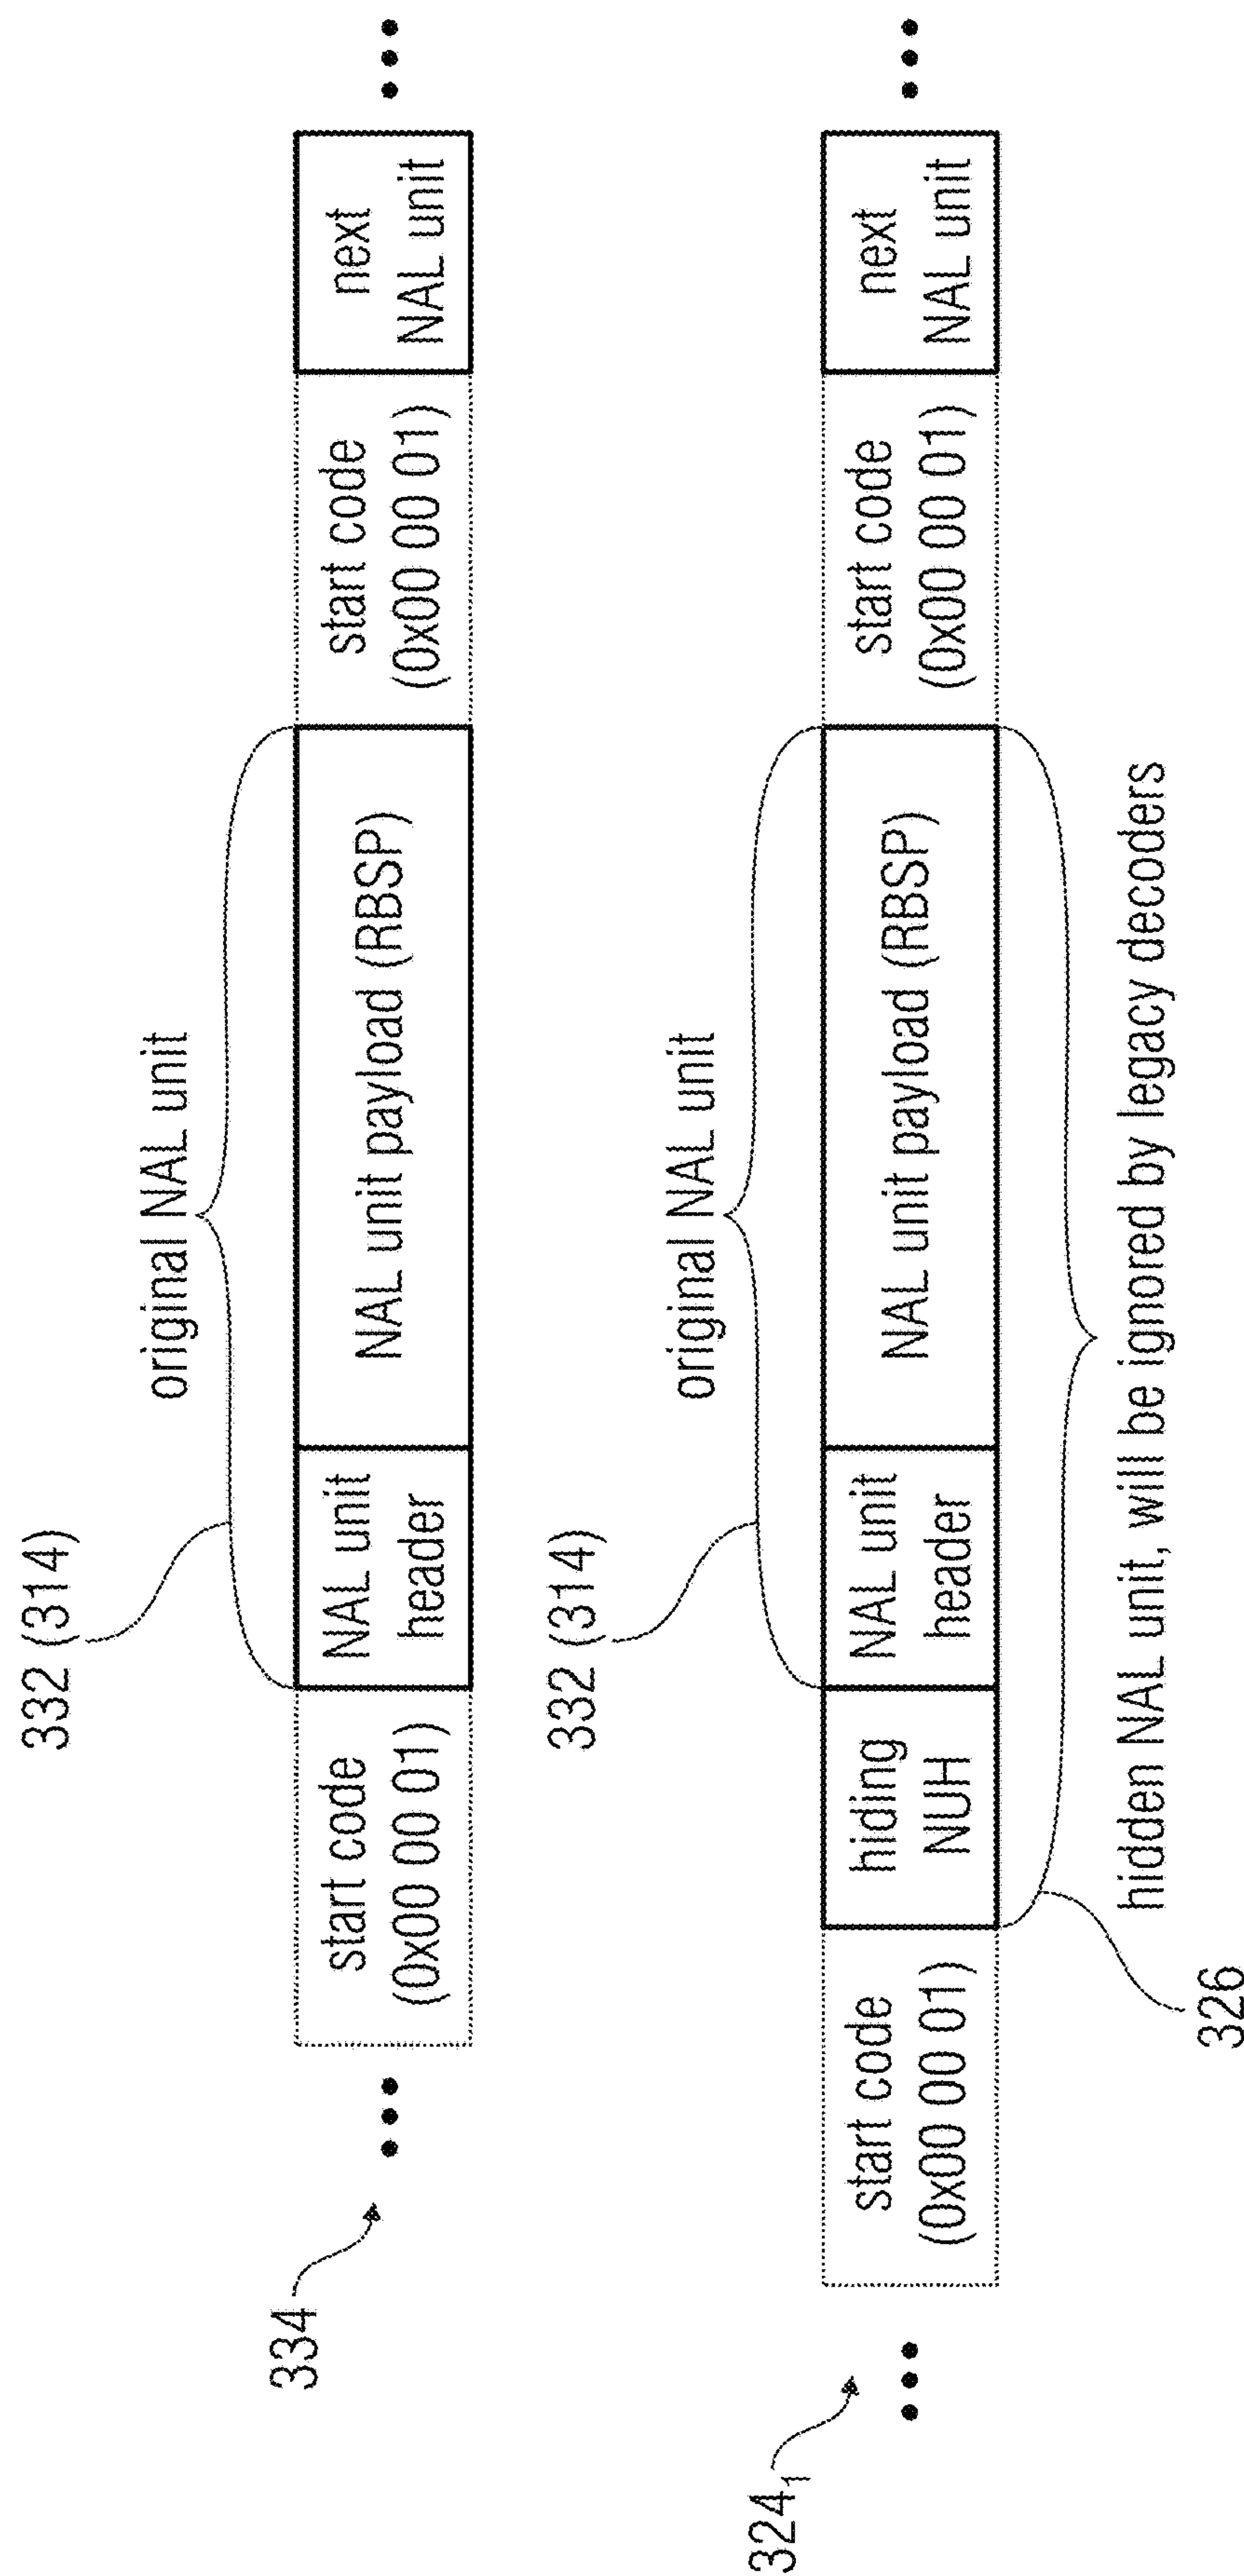 332 (314)
original NAL unit
334
start code
(0x00 00 01)
NAL unit
header
NAL unit payload (RBSP)
start code
(0x00 00 01)
next
NAL unit
332 (314)
original NAL unit
324₁
start code
(0x00 00 01)
hiding
NUH
NAL unit
header
NAL unit payload (RBSP)
start code
(0x00 00 01)
next
NAL unit
hidden NAL unit, will be ignored by legacy decoders
326